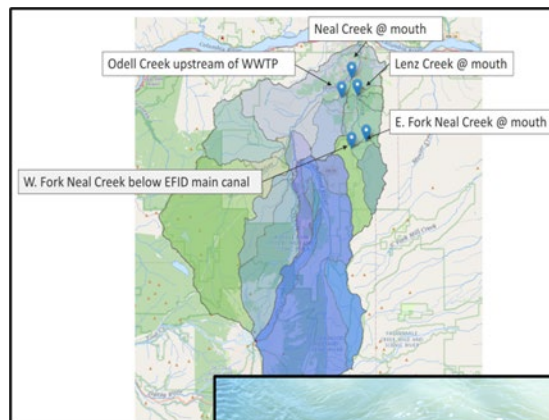 Neal Creek @ mouth
Odell Creek upstream of WWTP
Lenz Creek @ mouth
E. Fork Neal Creek @ mouth
W. Fork Neal Creek below EFID main canal